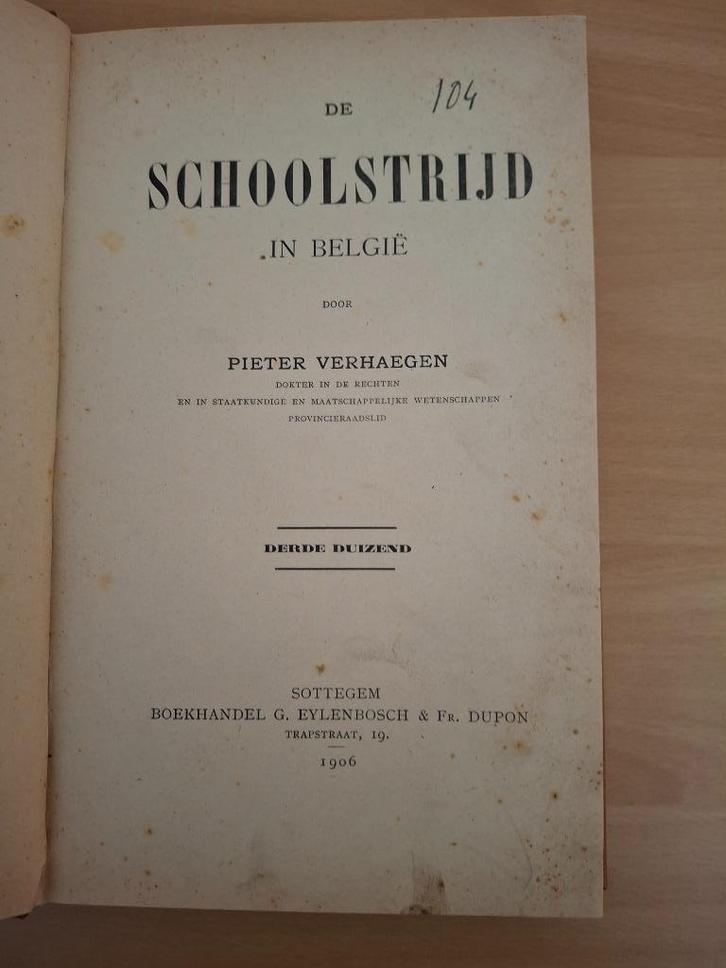 104
DE
SCHOOLSTRIJD
IN BELGIË
DOOR
PIETER VERHAEGEN
DOKTER IN DE RECHTEN
EN IN STAATKUNDIGE EN MAATSCHAPPELIJKE WETENSCHAPPEN
PROVINCIERAADSLID
DERDE DUIZEND
SOTTEGEM
BOEKHANDEL G. EYLENBOSCH & FR. DUPON
TRAPSTRAAT, 19.
1906